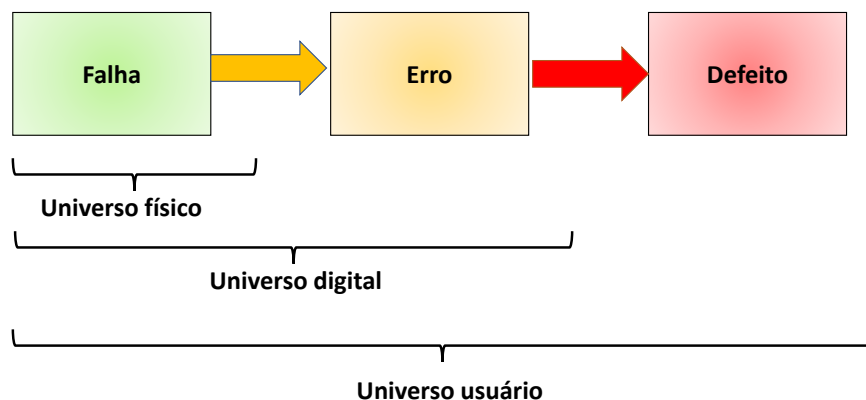 Falha
Erro
Defeito
Universo físico
Universo digital
Universo usuário